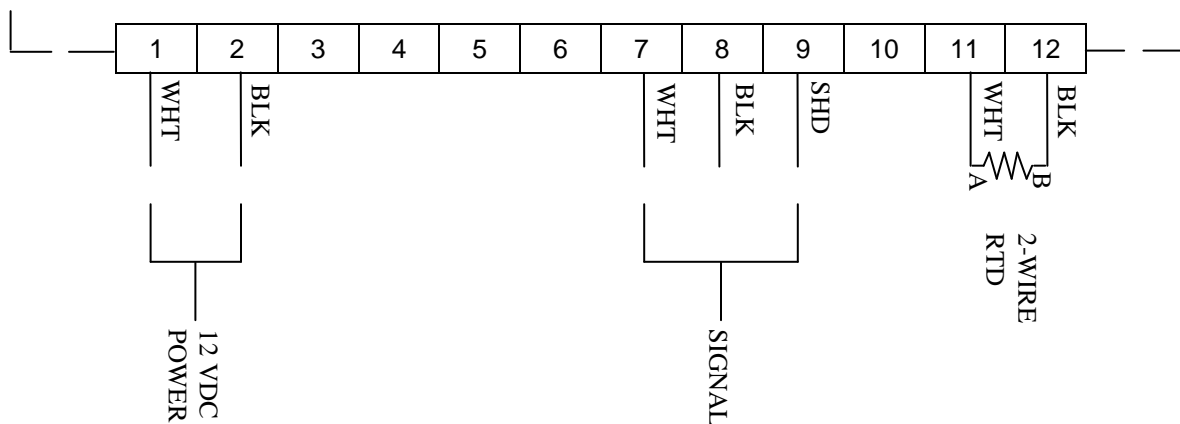 1 2 3 4 5 6 7 8 9 10 11 12
WHT BLK WHT BLK SHD WHT BLK
A B
12 VDC
POWER
SIGNAL
2-WIRE
RTD